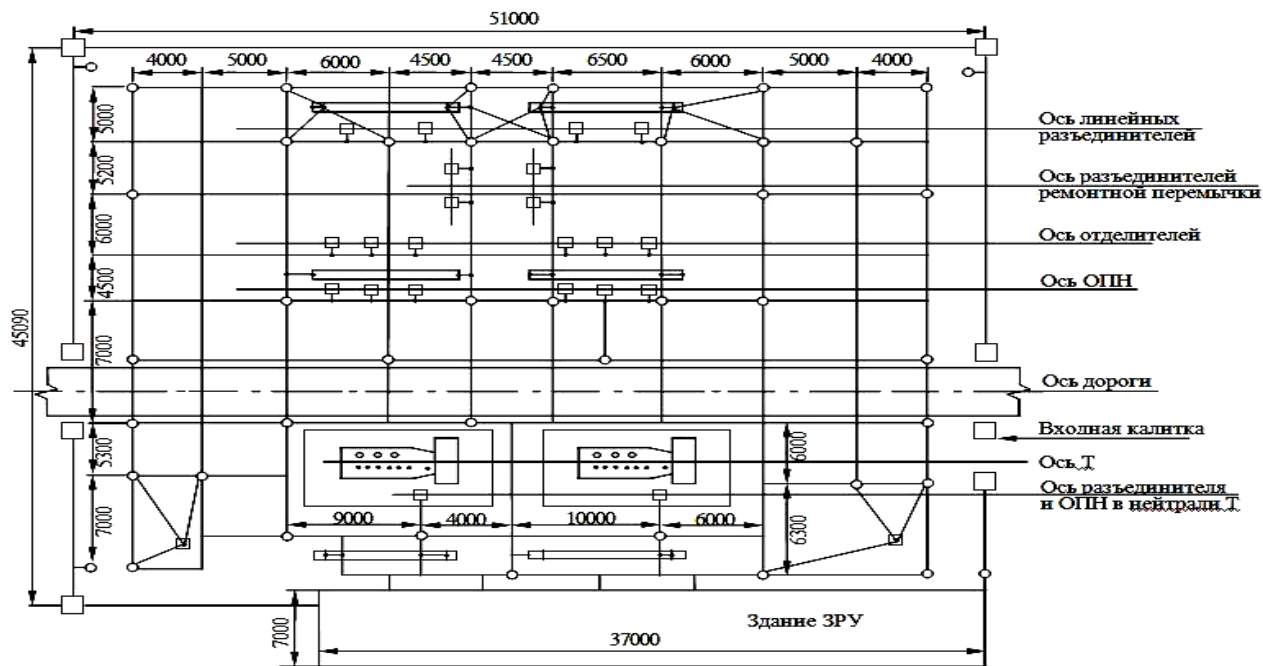 51000
4000 5000 6000 4500 4500 6500 6000 5000 4000
5000
5200
6000
4500
7000
45090
5300
7000
Ось линейных
разъединителей
Ось разъединителей
ремонтной перемычки
Ось отделителей
Ось ОПН
Ось дороги
Входная калитка
Ось Т
Ось разъединителя
и ОПН в нейтрали Т
6000
6300
9000 4000 10000 6000
Здание ЗРУ
7000
37000